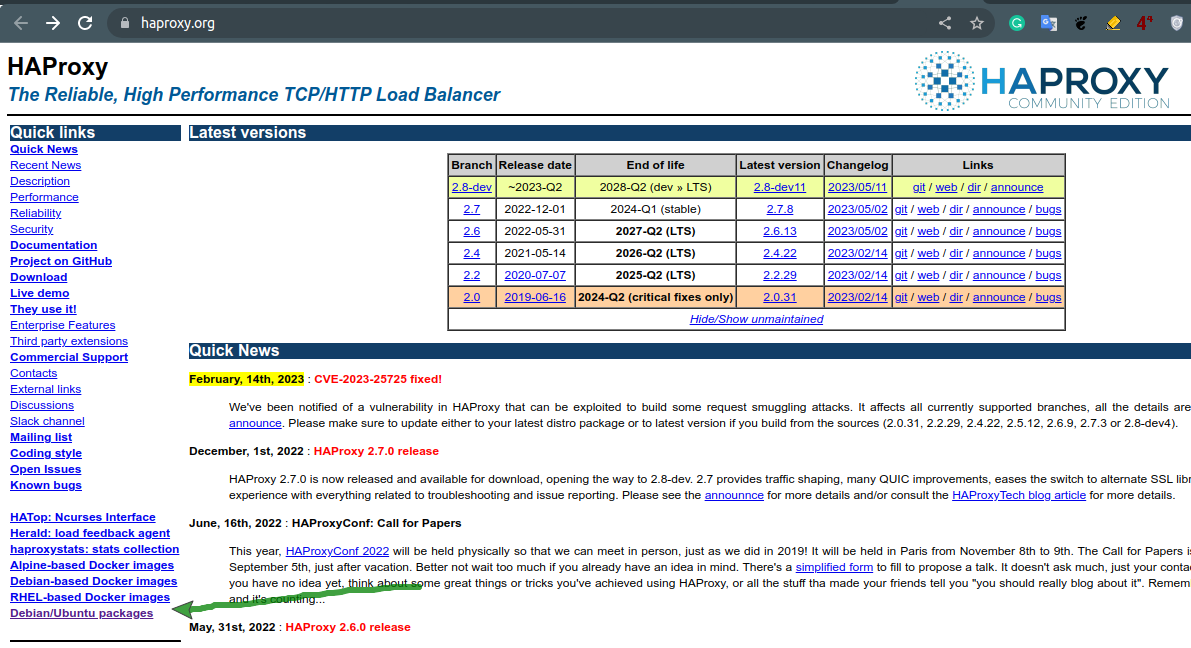 haproxy.org
HAProxy
The Reliable, High Performance TCP/HTTP Load Balancer
HAPROXY
COMMUNITY EDITION
Quick links
Quick News
Recent News
Description
Performance
Reliability
Security
Documentation
Project on GitHub
Download
Live demo
They use it!
Enterprise Features
Third party extensions
Commercial Support
Contacts
External links
Discussions
Slack channel
Mailing list
Coding style
Open Issues
Known bugs
HATop: Ncurses Interface
Herald: load feedback agent
haproxystats: stats collection
Alpine-based Docker images
Debian-based Docker images
RHEL-based Docker images
Debian/Ubuntu packages
Latest versions
Branch Release date End of life Latest version Changelog Links
2.8-dev ~2023-Q2 2028-Q2 (dev » LTS) 2.8-dev11 2023/05/11 git / web / dir / announce
2.7 2022-12-01 2024-Q1 (stable) 2.7.8 2023/05/02 git / web / dir / announce / bugs
2.6 2022-05-31 2027-Q2 (LTS) 2.6.13 2023/05/02 git / web / dir / announce / bugs
2.4 2021-05-14 2026-Q2 (LTS) 2.4.22 2023/02/14 git / web / dir / announce / bugs
2.2 2020-07-07 2025-Q2 (LTS) 2.2.29 2023/02/14 git / web / dir / announce / bugs
2.0 2019-06-16 2024-Q2 (critical fixes only) 2.0.31 2023/02/14 git / web / dir / announce / bugs
Hide/Show unmaintained
Quick News
February, 14th, 2023 : CVE-2023-25725 fixed!
We've been notified of a vulnerability in HAProxy that can be exploited to build some request smuggling attacks. It affects all currently supported branches, all the details are
announce. Please make sure to update either to your latest distro package or to latest version if you build from the sources (2.0.31, 2.2.29, 2.4.22, 2.5.12, 2.6.9, 2.7.3 or 2.8-dev4).
December, 1st, 2022 : HAProxy 2.7.0 release
HAProxy 2.7.0 is now released and available for download, opening the way to 2.8-dev. 2.7 provides traffic shaping, many QUIC improvements, eases the switch to alternate SSL libr
experience with everything related to troubleshooting and issue reporting. Please see the announnce for more details and/or consult the HAProxyTech blog article for more details.
June, 16th, 2022 : HAProxyConf: Call for Papers
This year, HAProxyConf 2022 will be held physically so that we can meet in person, just as we did in 2019! It will be held in Paris from November 8th to 9th. The Call for Papers is
September 5th, just after vacation. Better not wait too much if you already have an idea in mind. There's a simplified form to fill to propose a talk. It doesn't ask much, just your conta
you have no idea yet, think about some great things or tricks you've achieved using HAProxy, or all the stuff tha made your friends tell you "you should really blog about it". Remem
and it's counting...
May, 31st, 2022 : HAProxy 2.6.0 release